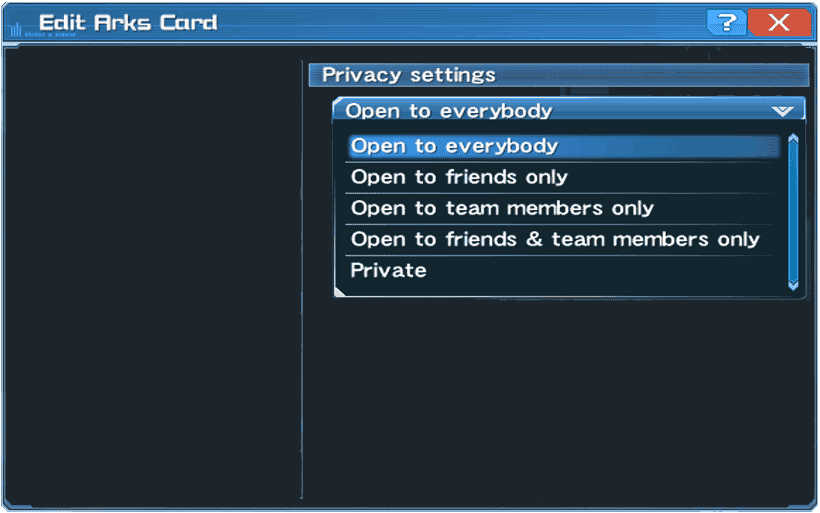 Edit Arks Card
?
Privacy settings
Open to everybody
Open to everybody
Open to friends only
Open to team members only
Open to friends & team members only
Private